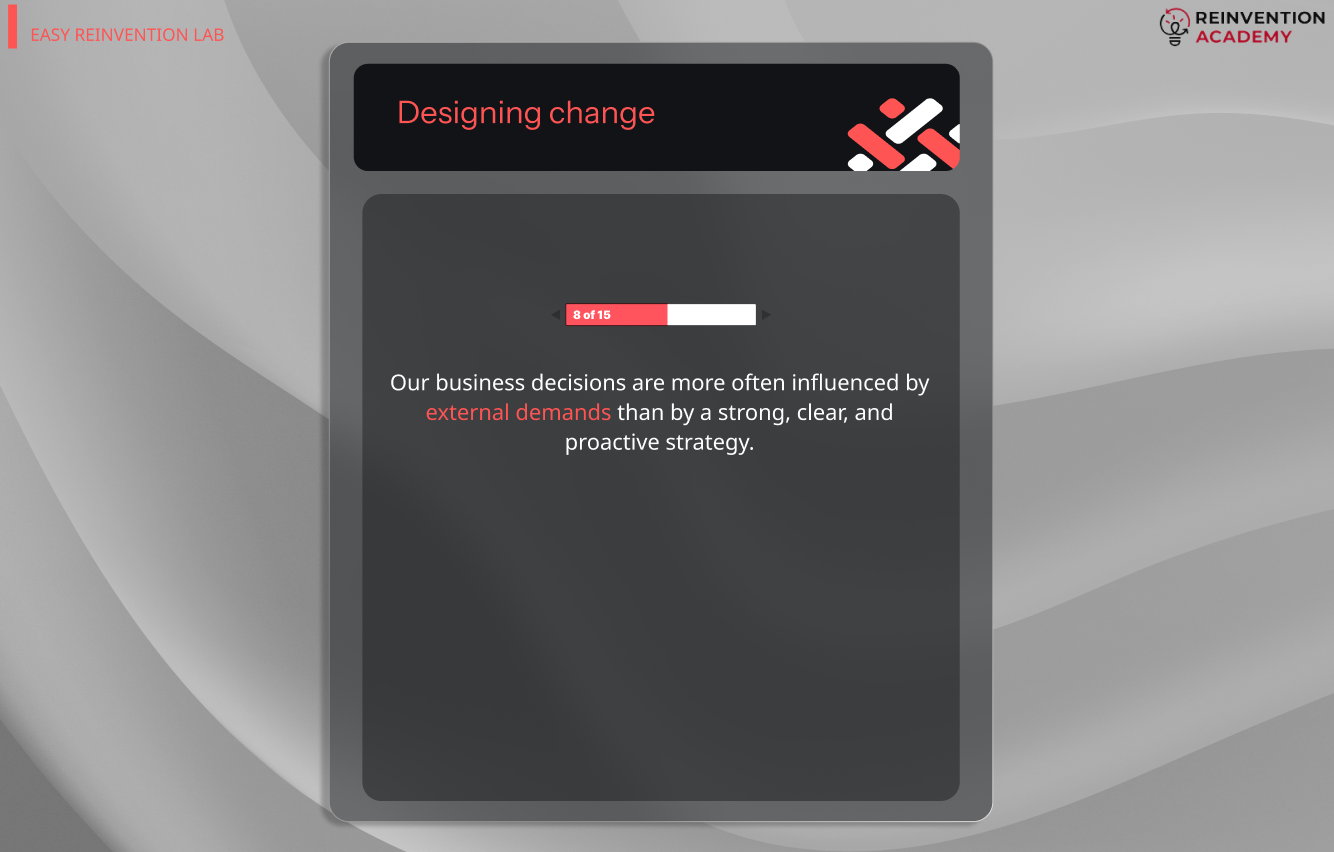 EASY REINVENTION LAB
REINVENTION
ACADEMY
Designing change
8 of 15
Our business decisions are more often influenced by
external demands than by a strong, clear, and
proactive strategy.